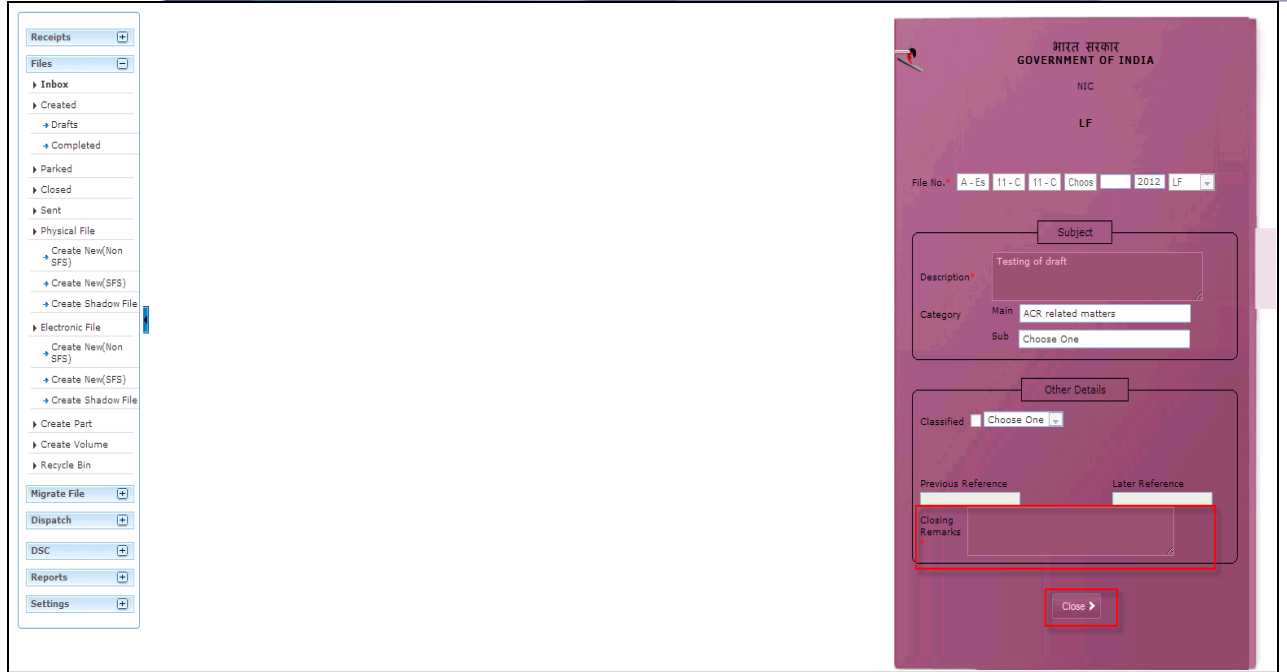 Receipts
Files
Inbox
Created
Drafts
Completed
Parked
Closed
Sent
Physical File
Create New(Non
SFS)
Create New(SFS)
Create Shadow File
Electronic File
Create New(Non
SFS)
Create New(SFS)
Create Shadow File
Create Part
Create Volume
Recycle Bin
Migrate File
Dispatch
DSC
Reports
Settings
भारत सरकार
GOVERNMENT OF INDIA
NIC
LF
File No.* A - Es 11 - C 11 - C Choos 2012 LF
Subject
Description* Testing of draft
Category Main ACR related matters
Sub Choose One
Other Details
Classified Choose One
Previous Reference Later Reference
Closing
Remarks
*
Close